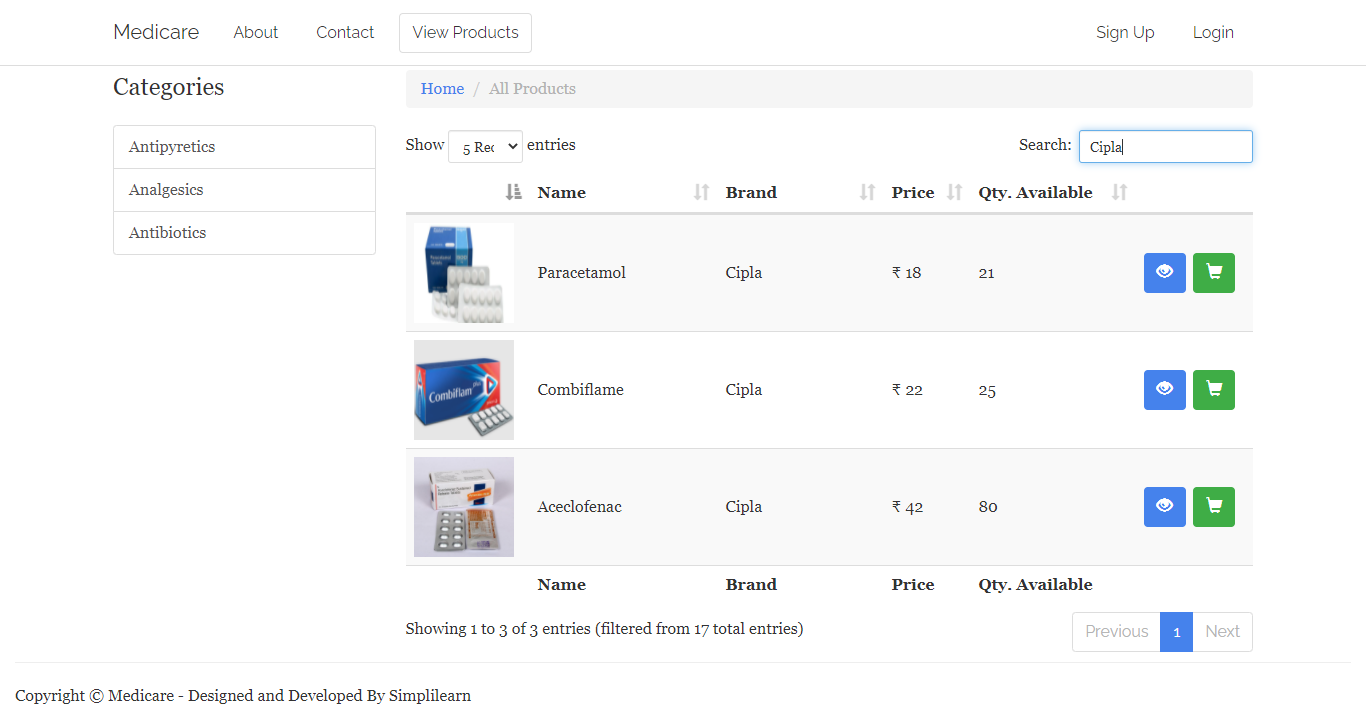 Medicare About Contact View Products Sign Up Login
Categories
Antipyretics
Analgesics
Antibiotics
Home / All Products
Show 5 Rec entries Search: Cipla
Name Brand Price Qty. Available
Paracetamol Cipla ₹ 18 21
Combiflam plus
Combiflame Cipla ₹ 22 25
Aceclofenac Cipla ₹ 42 80
Name Brand Price Qty. Available
Showing 1 to 3 of 3 entries (filtered from 17 total entries) Previous 1 Next
Copyright © Medicare - Designed and Developed By Simplilearn